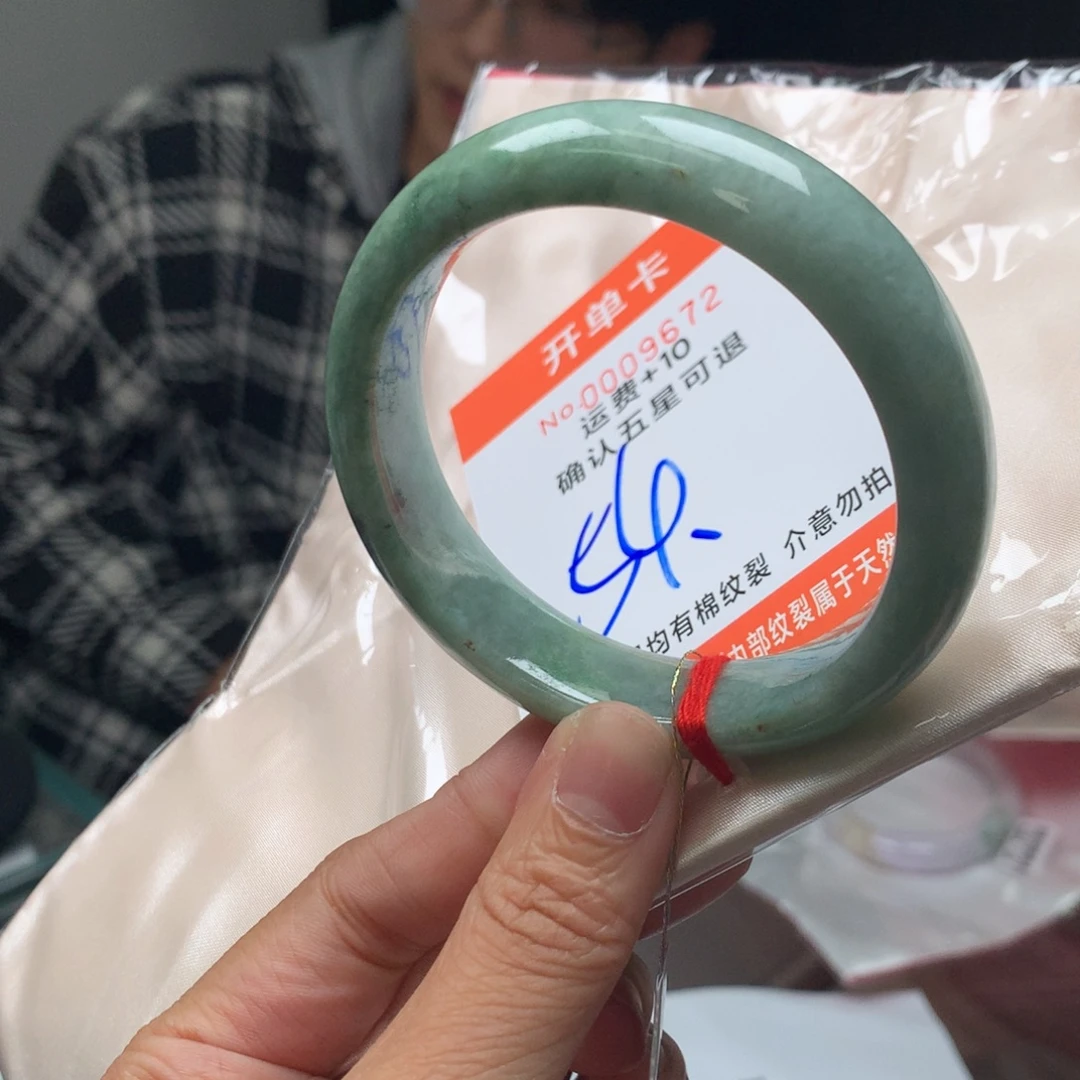 开单卡
No.0009672
运费+10
确认五星可退
均有棉纹裂 介意勿拍
内部纹裂属于天然